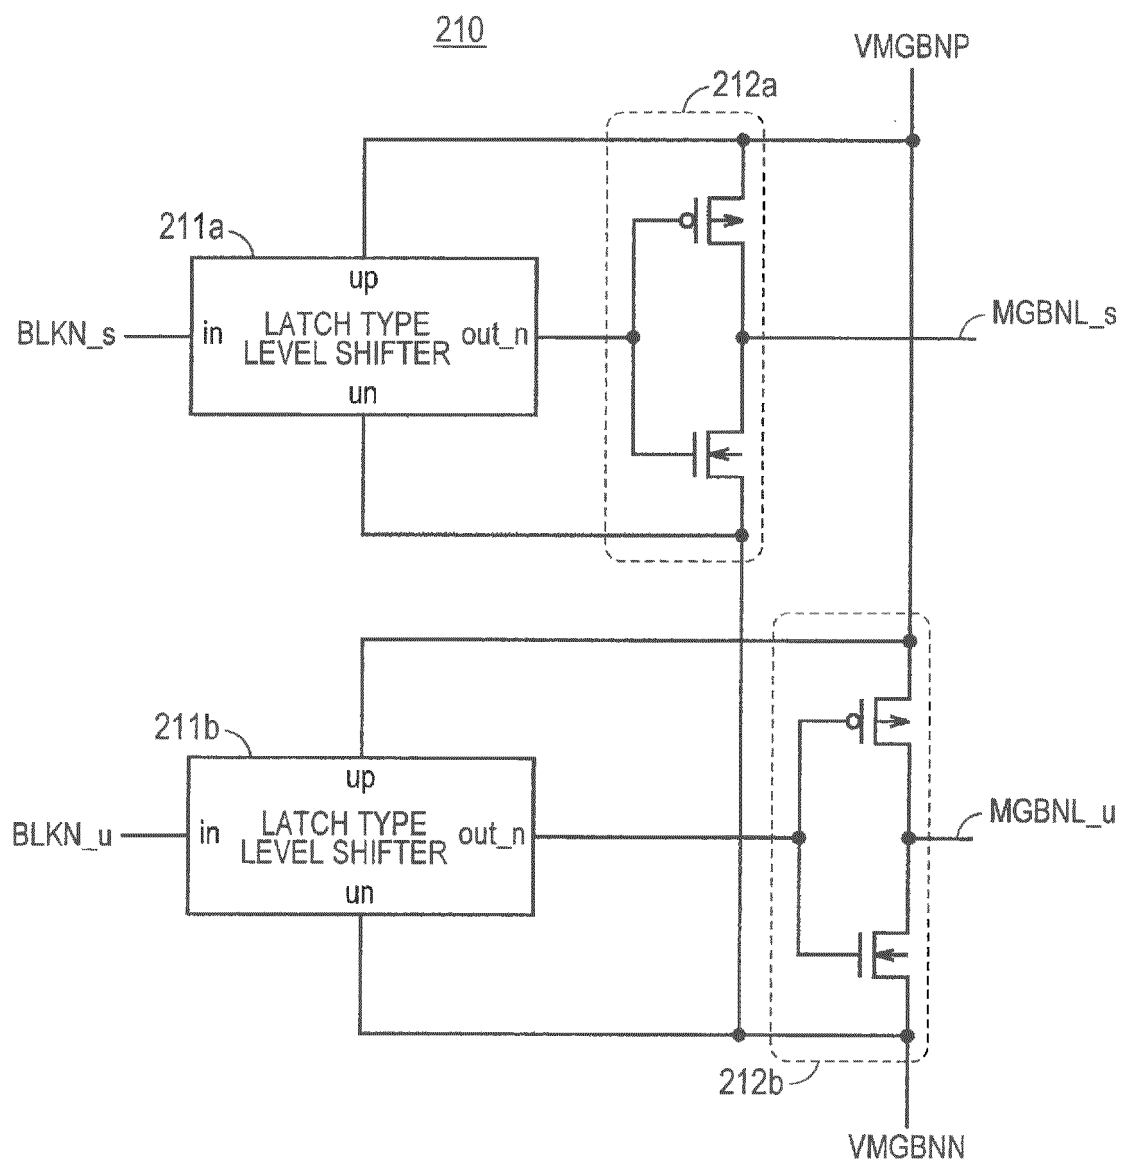 210
VMGBNP
212a
211a
up
BLKN_s
in
LATCH TYPE
LEVEL SHIFTER
out_n
un
MGBNL_s
211b
up
BLKN_u
in
LATCH TYPE
LEVEL SHIFTER
out_n
un
MGBNL_u
212b
VMGBNN